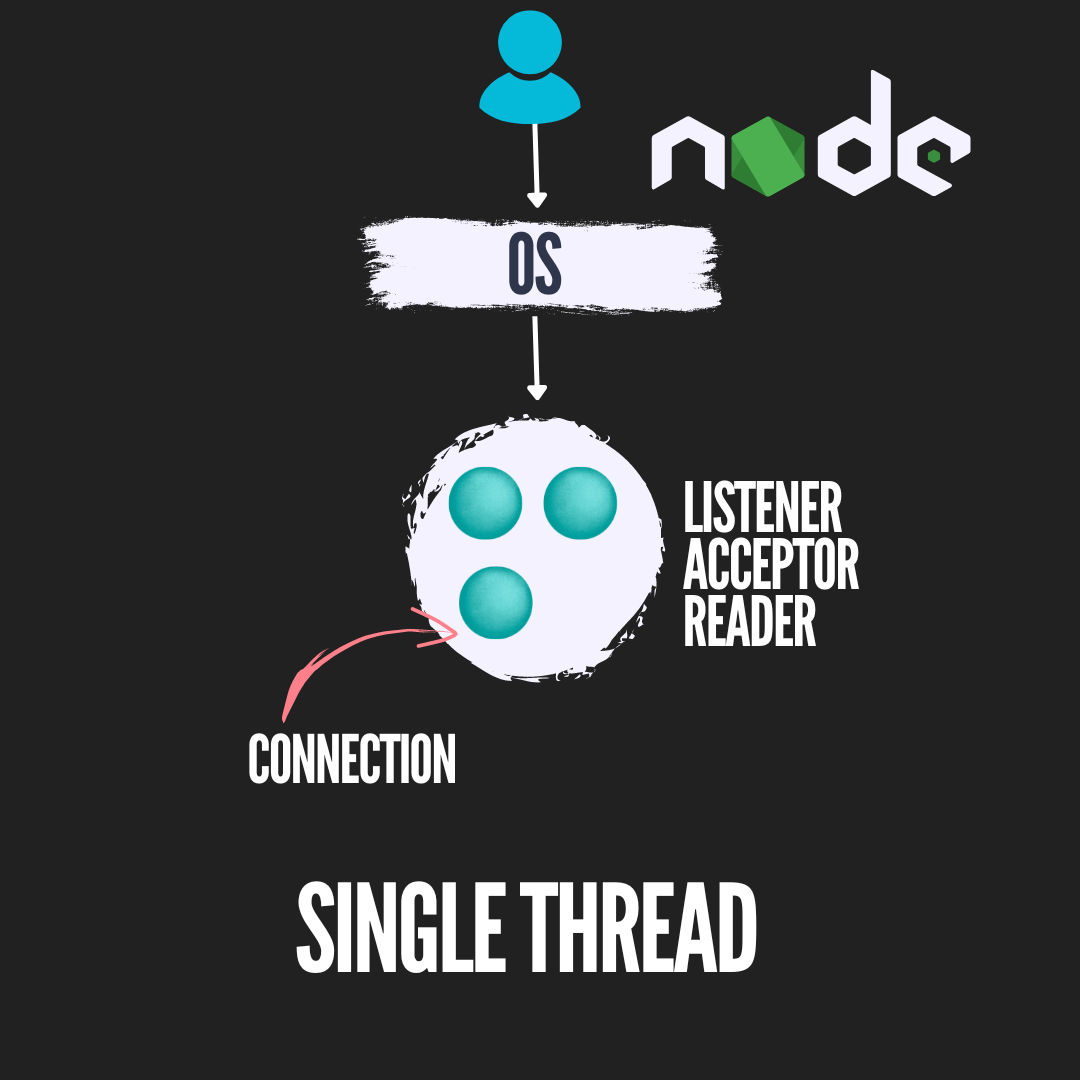 node
OS
LISTENER
ACCEPTOR
READER
CONNECTION
SINGLE THREAD